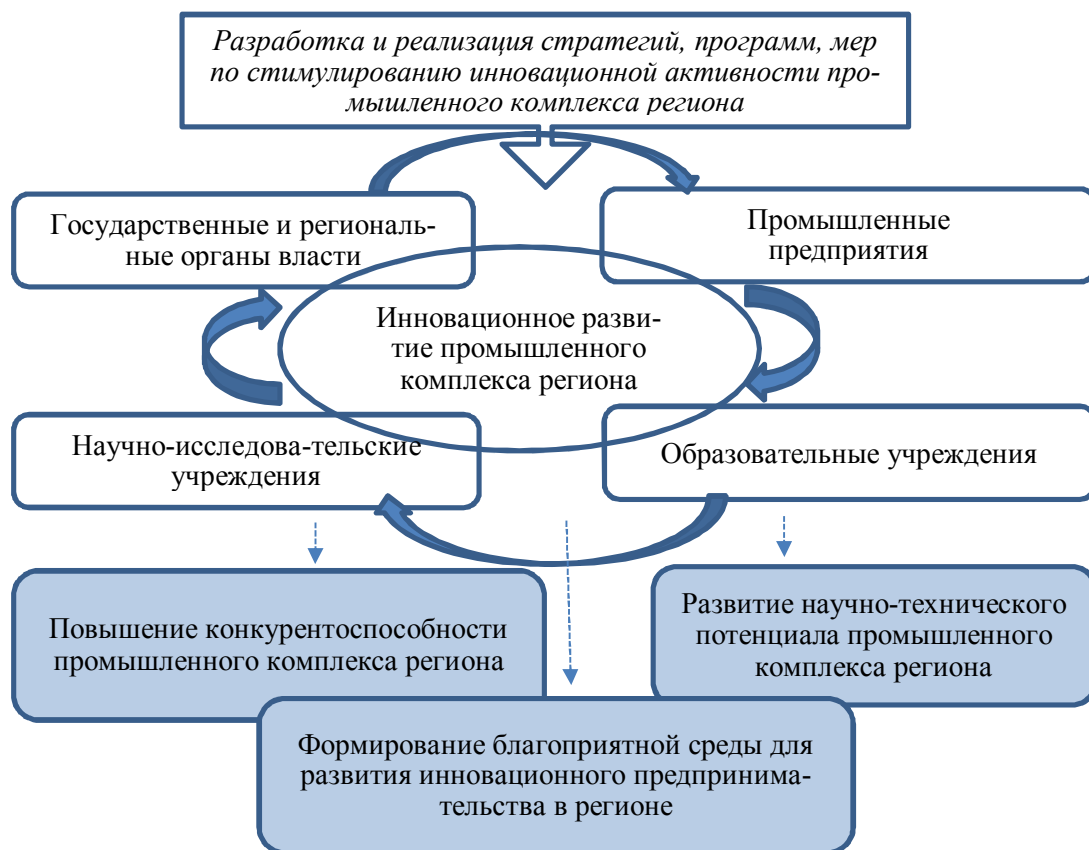 Разработка и реализация стратегий, программ, мер
по стимулированию инновационной активности про-
мышленного комплекса региона
Государственные и региональ-
ные органы власти
Промышленные
предприятия
Инновационное разви-
тие промышленного
комплекса региона
Научно-исследова-тельские
учреждения
Образовательные учреждения
Повышение конкурентоспособности
промышленного комплекса региона
Развитие научно-технического
потенциала промышленного
комплекса региона
Формирование благоприятной среды для
развития инновационного предпринима-
тельства в регионе